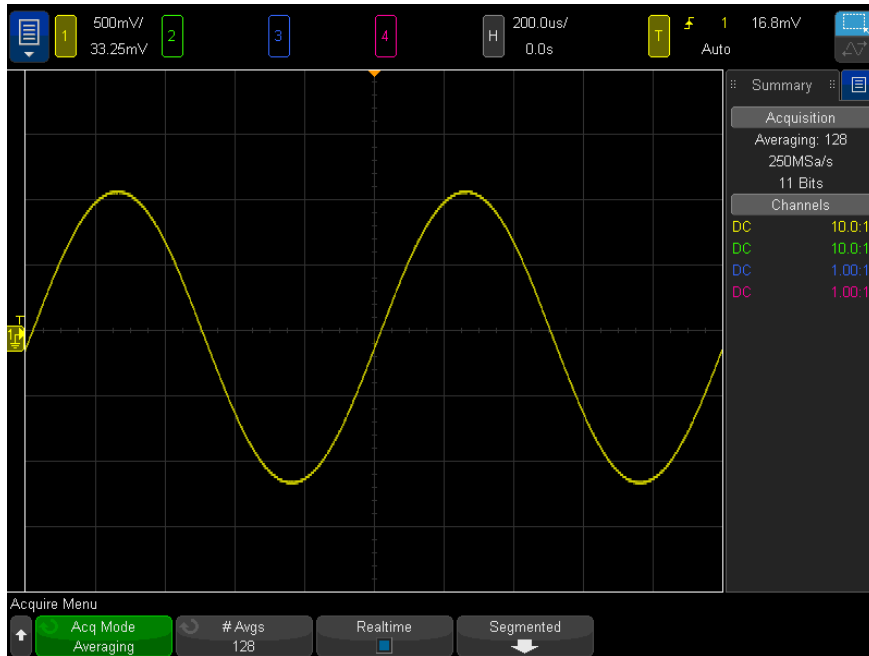 1 500mV/ 2 3 4 H 200.0us/ T 1 16.8mV
33.25mV 0.0s Auto
Summary
Acquisition
Averaging: 128
250MSa/s
11 Bits
Channels
DC 10.0:1
DC 10.0:1
DC 1.00:1
DC 1.00:1
T
1
Acquire Menu
Acq Mode # Avgs Realtime Segmented
Averaging 128